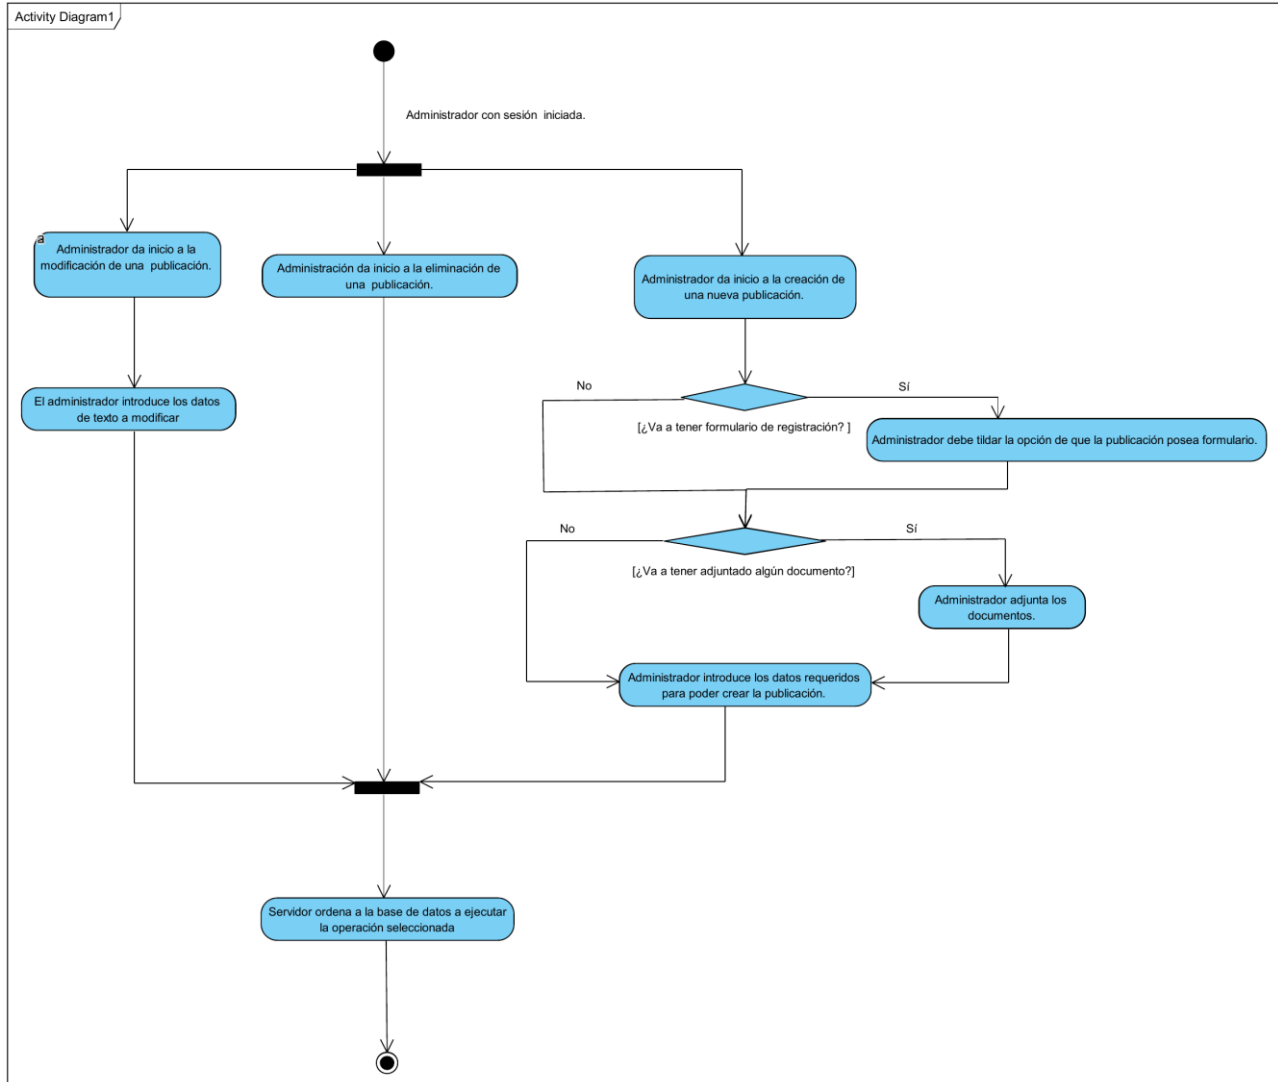 Activity Diagram1
Administrador con sesión iniciada.
a
Administrador da inicio a la
modificación de una publicación.
Administración da inicio a la eliminación de
una publicación.
Administrador da inicio a la creación de
una nueva publicación.
El administrador introduce los datos
de texto a modificar
No
Sí
[¿Va a tener formulario de registración? ]
Administrador debe tildar la opción de que la publicación posea formulario.
No
Sí
[¿Va a tener adjuntado algún documento?]
Administrador adjunta los
documentos.
Administrador introduce los datos requeridos
para poder crear la publicación.
Servidor ordena a la base de datos a ejecutar
la operación seleccionada